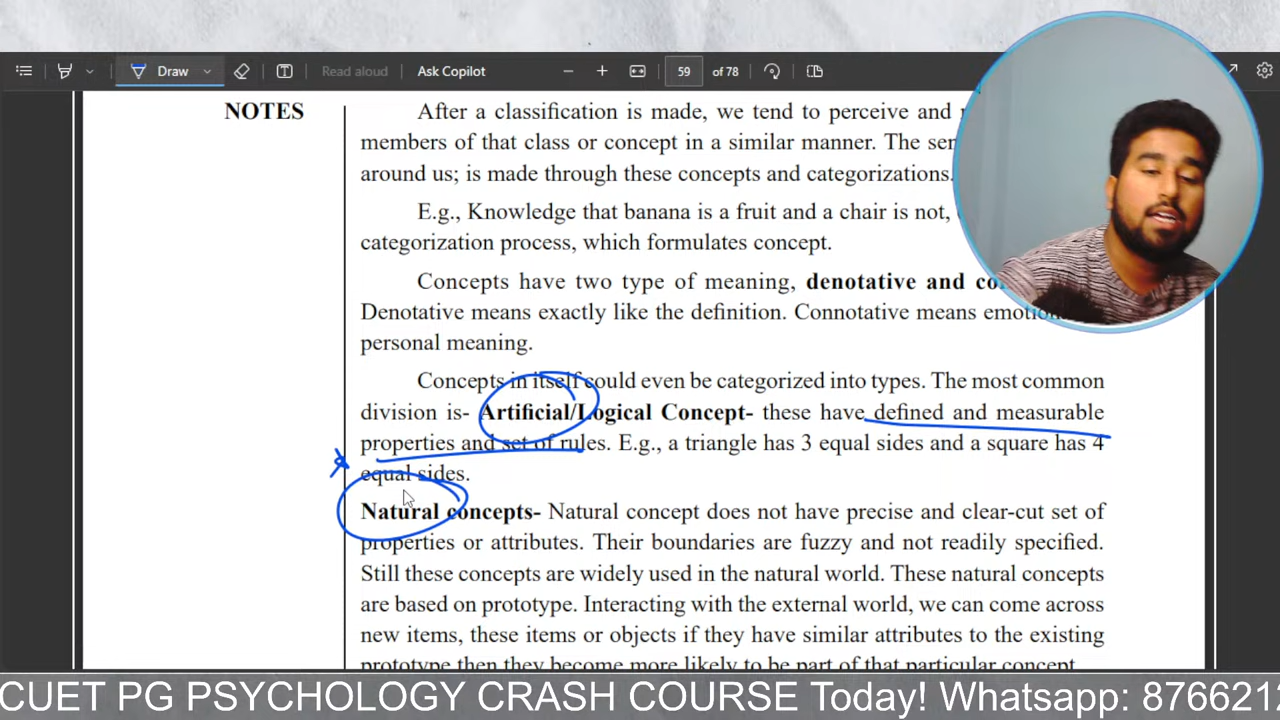 Draw
Read aloud
Ask Copilot
59
of 78
NOTES
After a classification is made, we tend to perceive and
members of that class or concept in a similar manner. The
around us; is made through these concepts and categorizations.
E.g., Knowledge that banana is a fruit and a chair is not,
categorization process, which formulates concept.
Concepts have two type of meaning, denotative and
Denotative means exactly like the definition. Connotative means
personal meaning.
Concepts in itself could even be categorized into types. The most common
division is- Artificial/Logical Concept- these have defined and measurable
properties and set of rules. E.g., a triangle has 3 equal sides and a square has 4
equal sides.
Natural concepts- Natural concept does not have precise and clear-cut set of
properties or attributes. Their boundaries are fuzzy and not readily specified.
Still these concepts are widely used in the natural world. These natural concepts
are based on prototype. Interacting with the external world, we can come across
new items, these items or objects if they have similar attributes to the existing
prototype then they become more likely to be part of that particular concept.
CUET PG PSYCHOLOGY CRASH COURSE Today! Whatsapp: 8766212